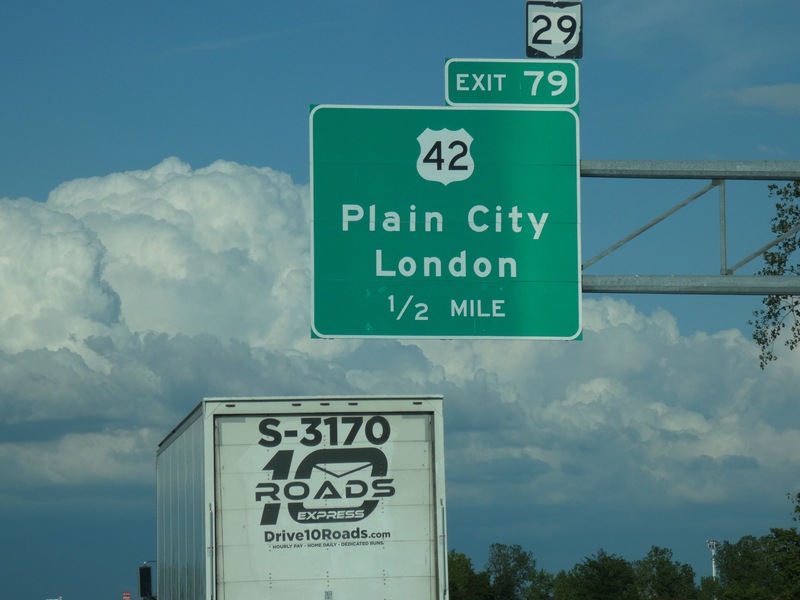 29
EXIT 79
42
Plain City
London
1/2 MILE
S-3170
10
ROADS
EXPRESS
Drive10Roads.com
- HOURLY PAY - HOME DAILY - DEDICATED RUNS